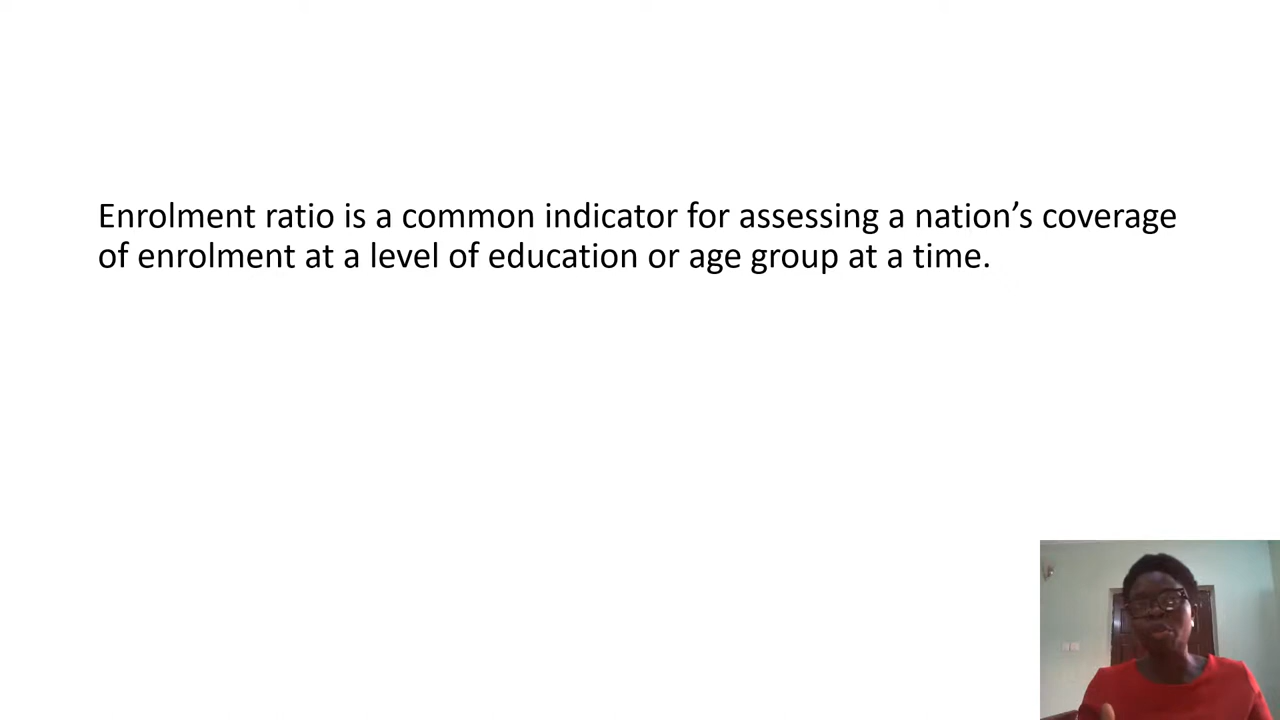 Enrolment ratio is a common indicator for assessing a nation’s coverage
of enrolment at a level of education or age group at a time.